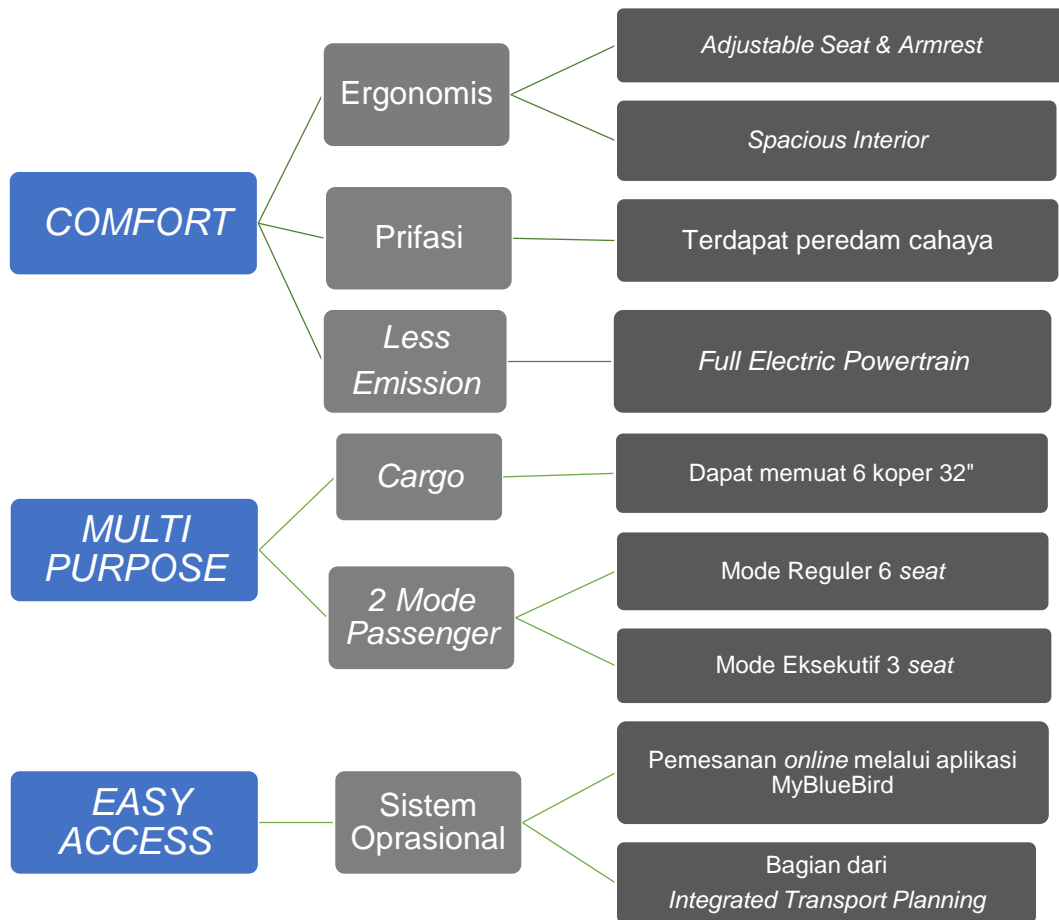 COMFORT
Ergonomis
Adjustable Seat & Armrest
Spacious Interior
Prifasi
Terdapat peredam cahaya
Less
Emission
Full Electric Powertrain
MULTI
PURPOSE
Cargo
Dapat memuat 6 koper 32"
2 Mode
Passenger
Mode Reguler 6 seat
Mode Eksekutif 3 seat
EASY
ACCESS
Sistem
Oprasional
Pemesanan online melalui aplikasi
MyBlueBird
Bagian dari
Integrated Transport Planning